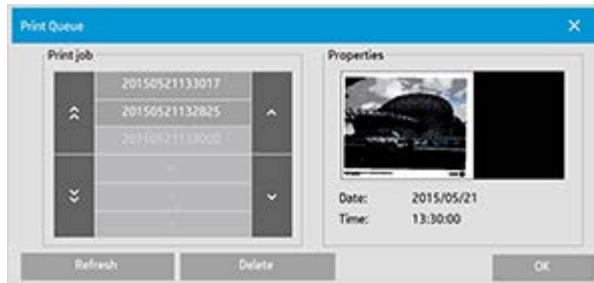 Print Queue
Print job
20150521133017
20150521132825
20150521133000
Properties
Date: 2015/05/21
Time: 13:30:00
Refresh
Delete
OK